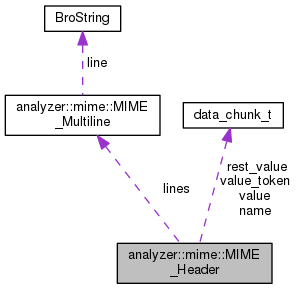 BroString
line
analyzer::mime::MIME
_Multiline
data_chunk_t
lines
rest_value
value_token
value
name
analyzer::mime::MIME
_Header